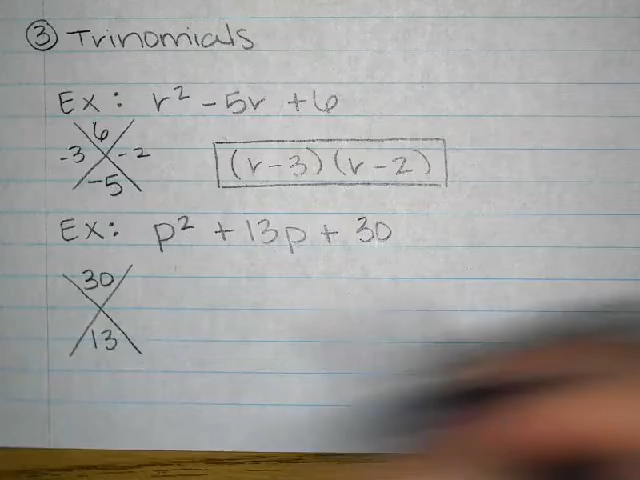 ③ Trinomials
Ex: r² - 5r + 6
6
-3 -2
-5
(r - 3)(r - 2)
Ex: p² + 13p + 30
30
13